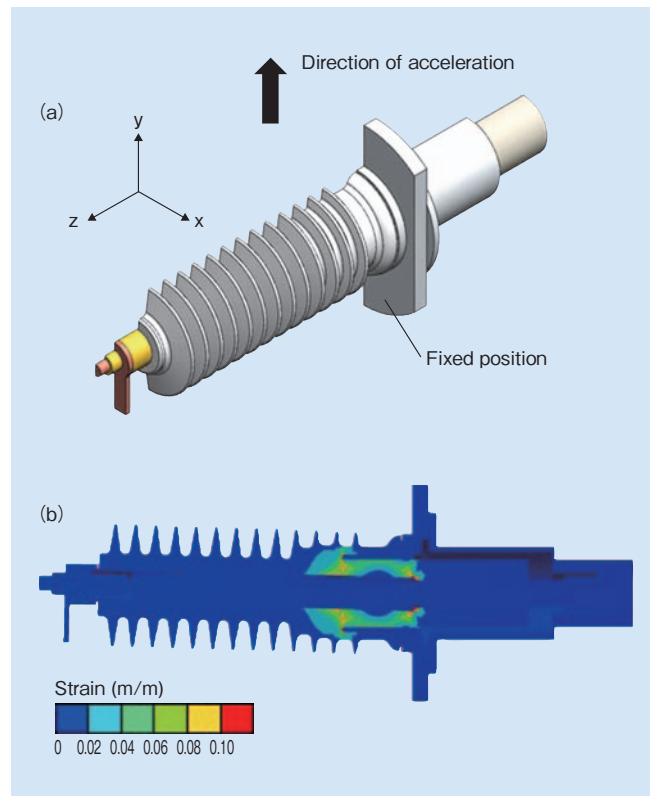 Direction of acceleration
(a)
y
z
x
Fixed position
(b)
Strain (m/m)
0 0.02 0.04 0.06 0.08 0.10